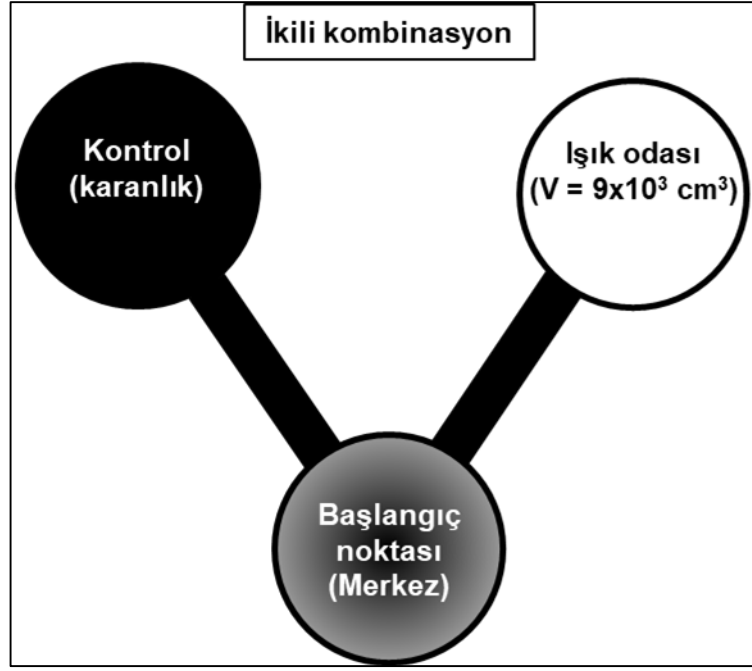 İkili kombinasyon
Kontrol
(karanlık)
Işık odası
(V = 9x10³ cm³)
Başlangıç
noktası
(Merkez)